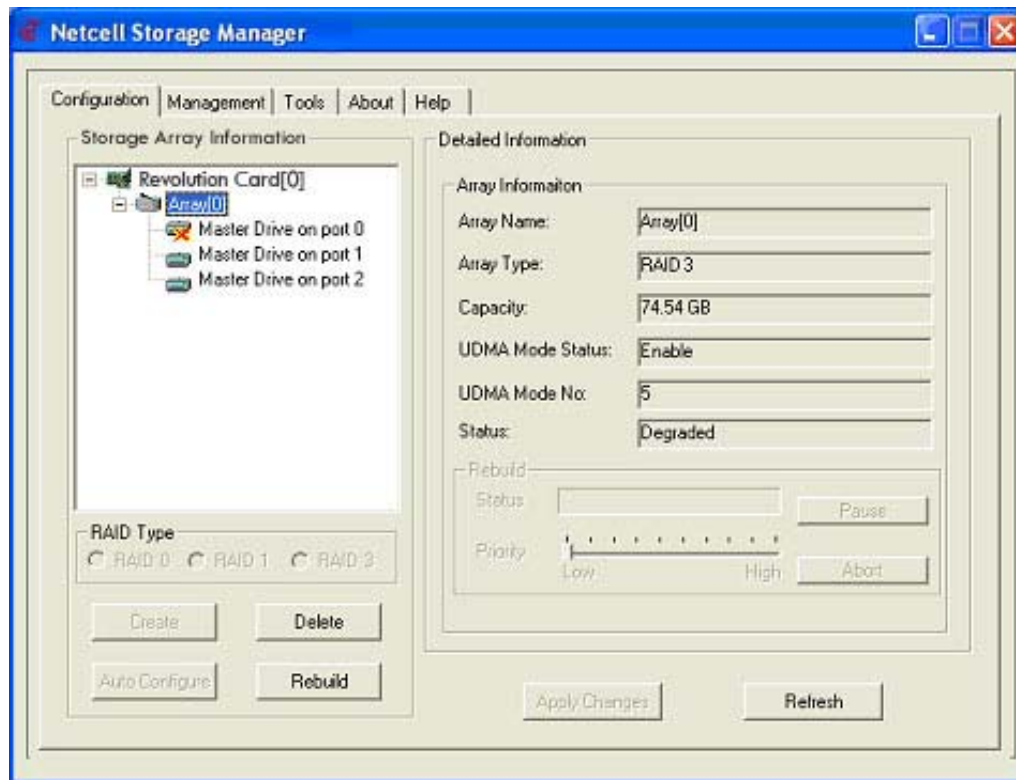 Netcell Storage Manager
Configuration Management Tools About Help
Storage Array Information
Revolution Card[0]
Array[0]
Master Drive on port 0
Master Drive on port 1
Master Drive on port 2
RAID Type
RAID 0 RAID 1 RAID 3
Create Delete
Auto Configure Rebuild
Detailed Information
Array Informaiton
Array Name: Array[0]
Array Type: RAID 3
Capacity: 74.54 GB
UDMA Mode Status: Enable
UDMA Mode No: 5
Status: Degraded
Rebuild
Status Pause
Priority Low High Abort
Apply Changes Refresh